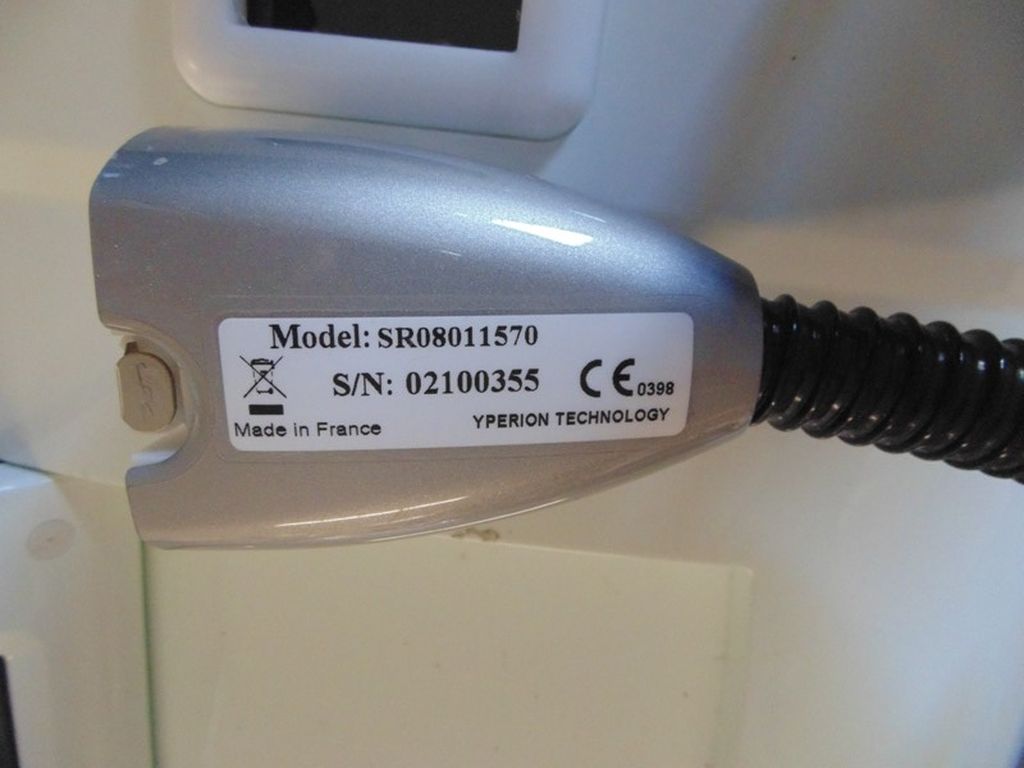 Model: SR08011570
S/N: 02100355
CE 0398
Made in France
YPERION TECHNOLOGY